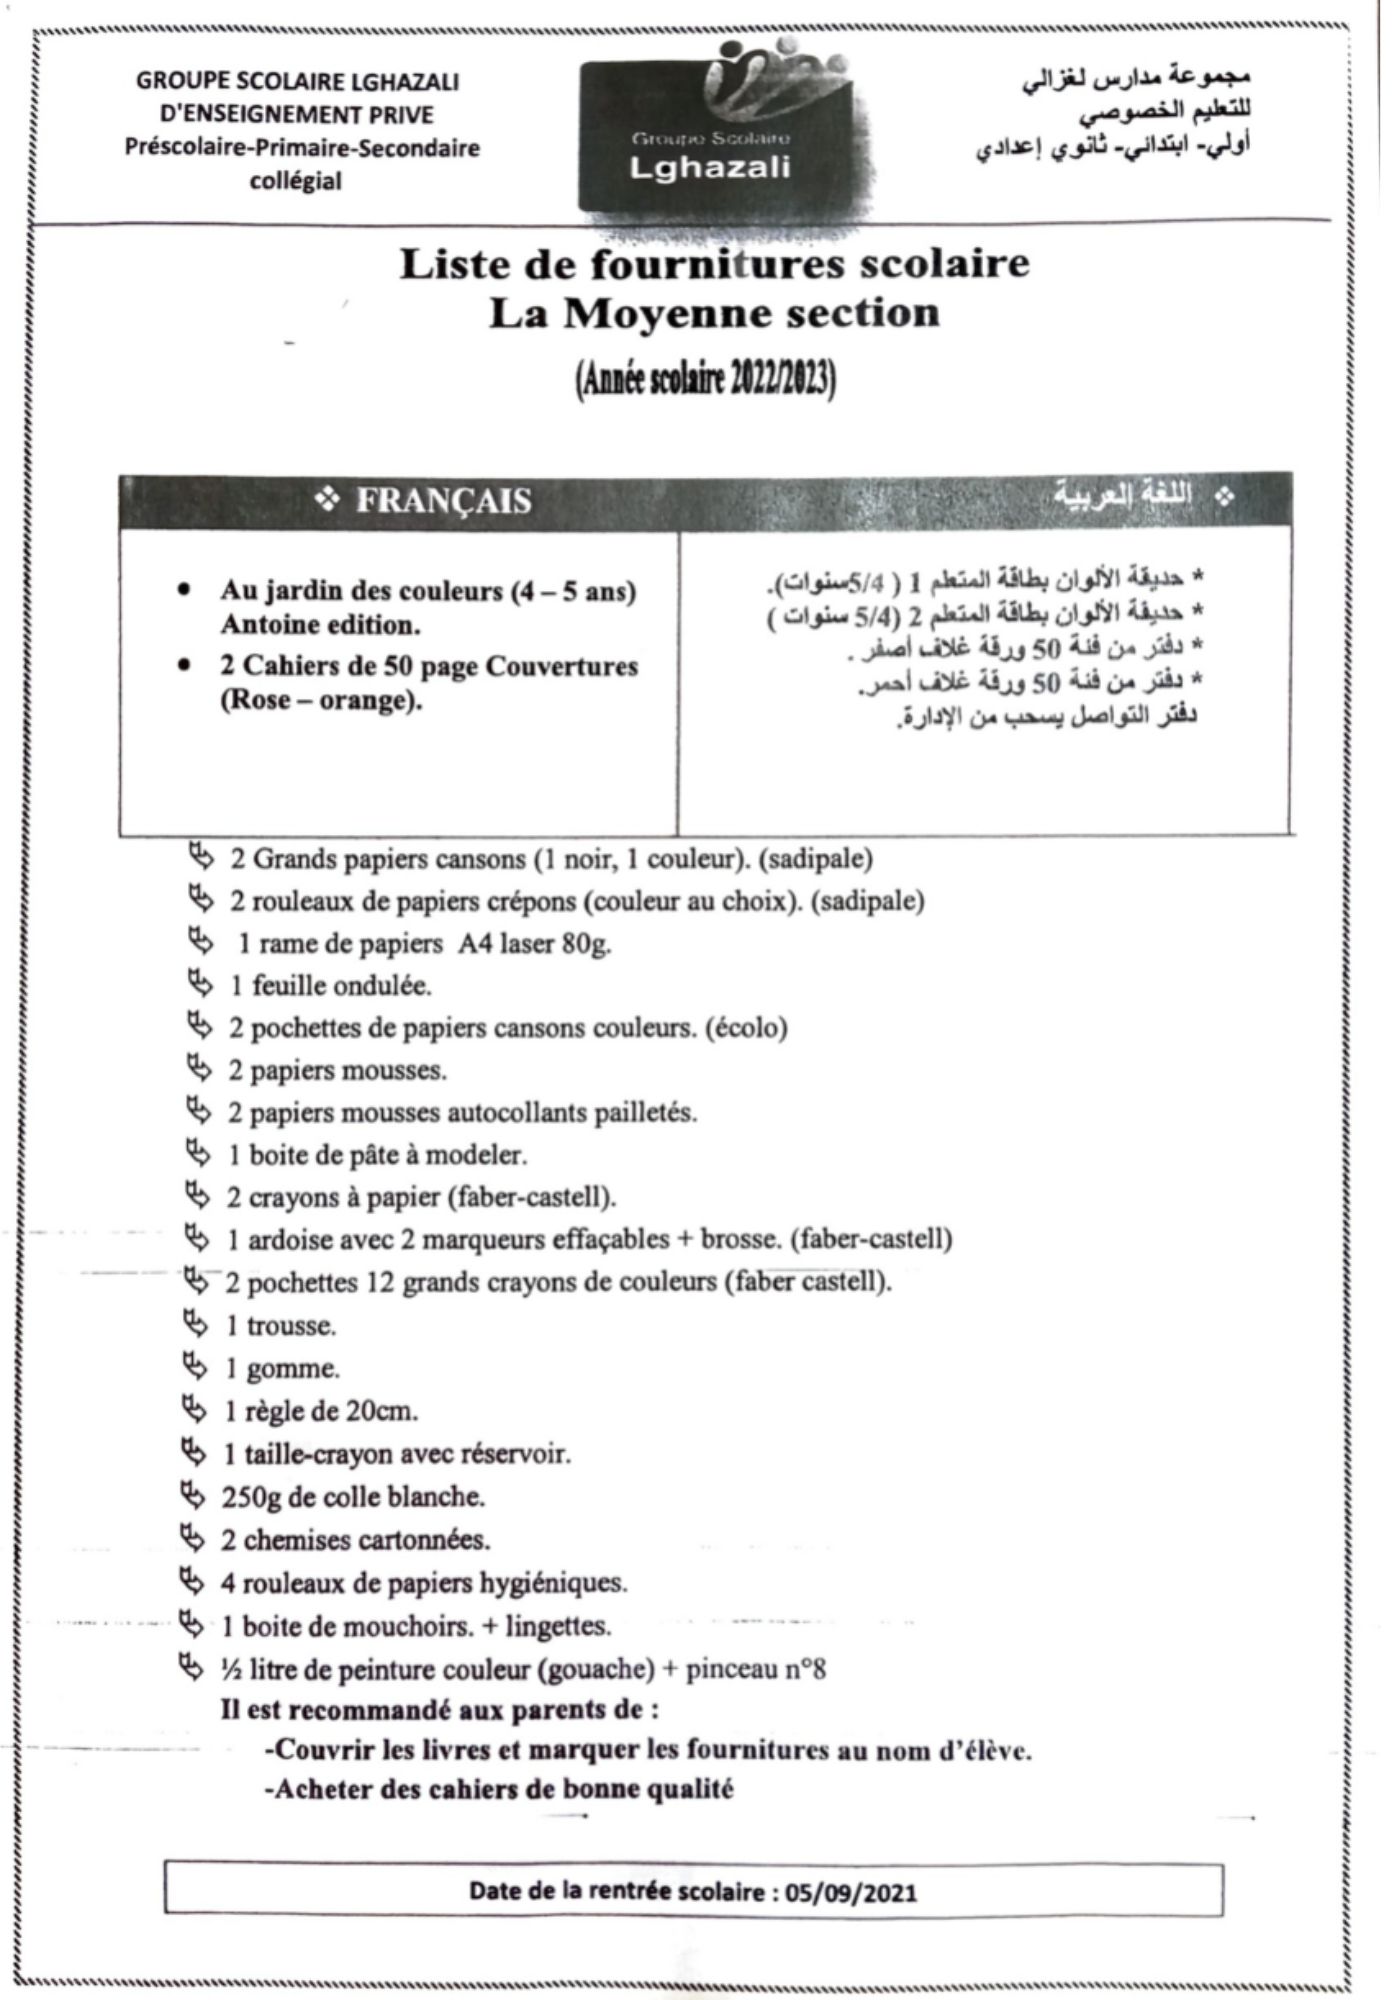 GROUPE SCOLAIRE LGHAZALI
D'ENSEIGNEMENT PRIVE
Préscolaire-Primaire-Secondaire
collégial
Groupe Scolaire
Lghazali
مجموعة مدارس لغزالي
للتعليم الخصوصي
أولي- ابتدائي- ثانوي إعدادي
Liste de fournitures scolaire
La Moyenne section
(Année scolaire 2022/2023)
❖ FRANÇAIS
• Au jardin des couleurs (4 – 5 ans)
Antoine edition.
• 2 Cahiers de 50 page Couvertures
(Rose – orange).
❖ اللغة العربية
* حديقة الألوان بطاقة المتعلم 1 ( 5/4سنوات).
* حديقة الألوان بطاقة المتعلم 2 (5/4 سنوات )
* دفتر من فئة 50 ورقة غلاف أصفر .
* دفتر من فئة 50 ورقة غلاف أحمر.
دفتر التواصل يسحب من الإدارة.
2 Grands papiers cansons (1 noir, 1 couleur). (sadipale)
2 rouleaux de papiers crépons (couleur au choix). (sadipale)
1 rame de papiers A4 laser 80g.
1 feuille ondulée.
2 pochettes de papiers cansons couleurs. (écolo)
2 papiers mousses.
2 papiers mousses autocollants pailletés.
1 boite de pâte à modeler.
2 crayons à papier (faber-castell).
1 ardoise avec 2 marqueurs effaçables + brosse. (faber-castell)
2 pochettes 12 grands crayons de couleurs (faber castell).
1 trousse.
1 gomme.
1 règle de 20cm.
1 taille-crayon avec réservoir.
250g de colle blanche.
2 chemises cartonnées.
4 rouleaux de papiers hygiéniques.
1 boite de mouchoirs. + lingettes.
½ litre de peinture couleur (gouache) + pinceau n°8
Il est recommandé aux parents de :
-Couvrir les livres et marquer les fournitures au nom d'élève.
-Acheter des cahiers de bonne qualité
Date de la rentrée scolaire : 05/09/2021